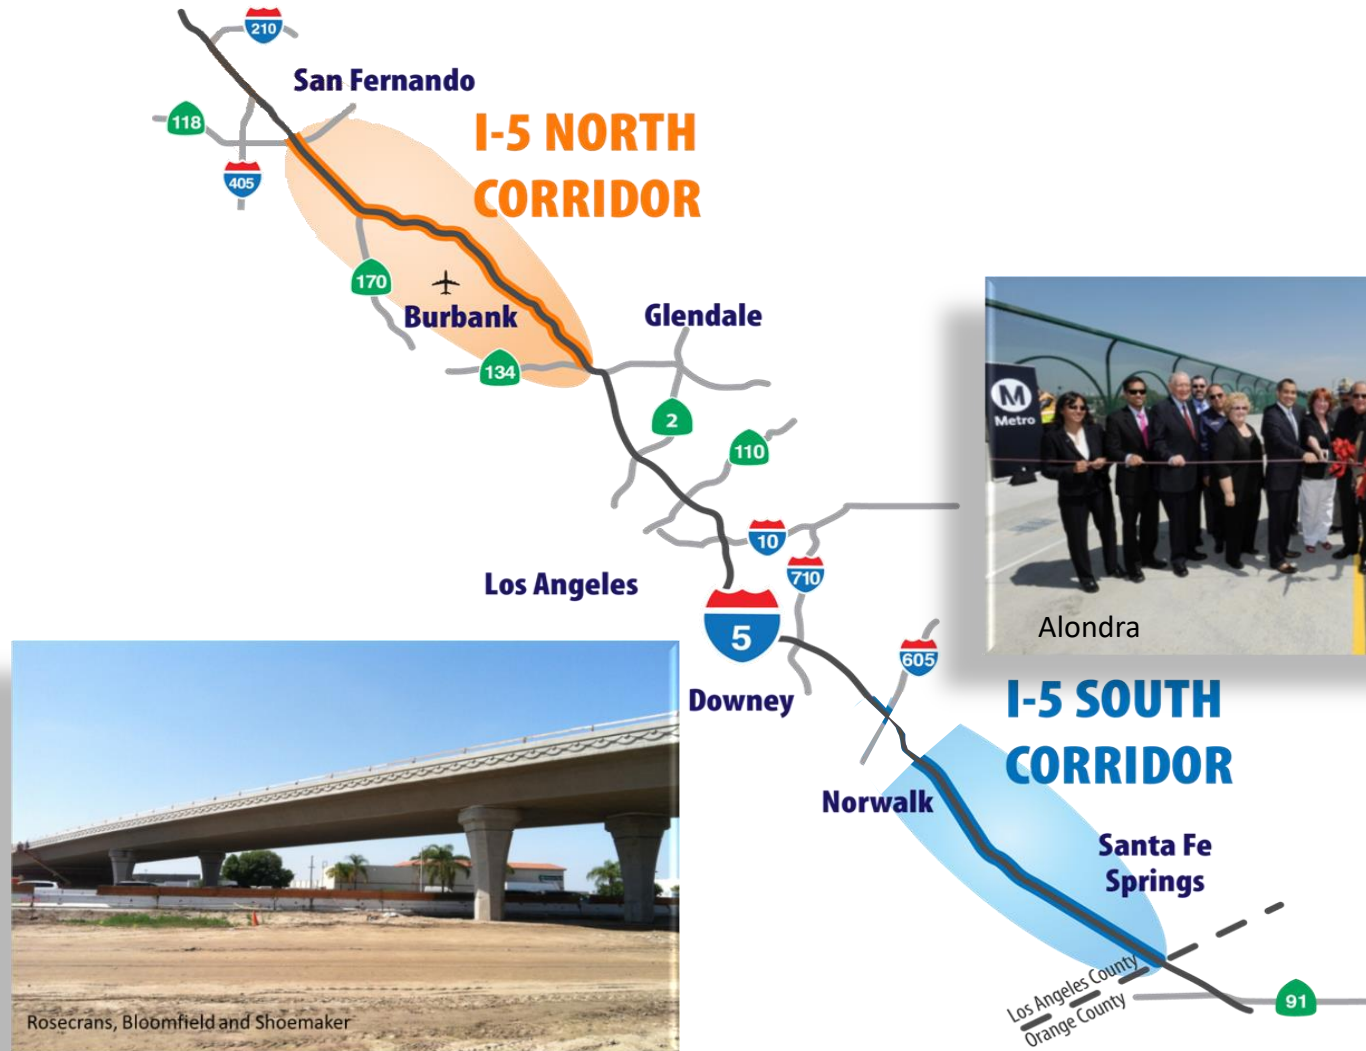 210
San Fernando
118
I-5 NORTH
CORRIDOR
405
170
Burbank
Glendale
134
2
110
M
Metro
10
Los Angeles
710
5
Alondra
605
Downey
I-5 SOUTH
CORRIDOR
Norwalk
Santa Fe
Springs
Los Angeles County
Orange County
91
Rosecrans, Bloomfield and Shoemaker